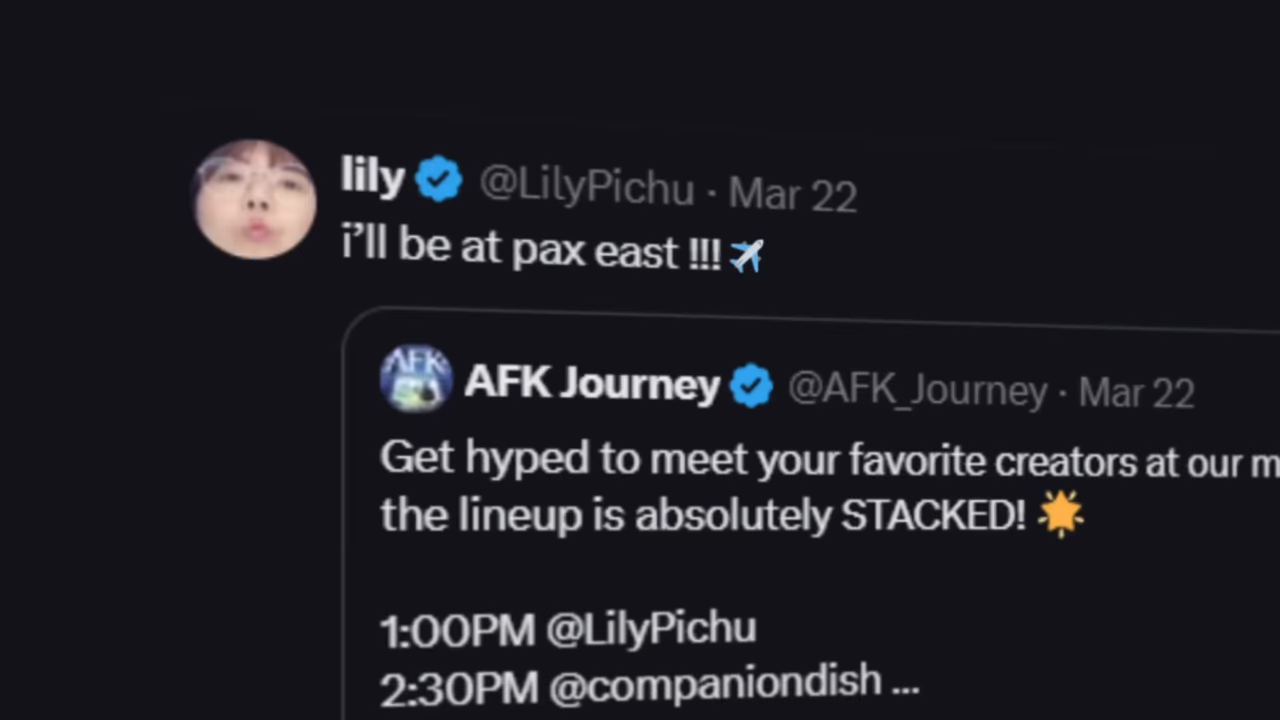 lily @LilyPichu · Mar 22
i'll be at pax east !!! ✈️
AFK
AFK Journey @AFK_Journey · Mar 22
Get hyped to meet your favorite creators at our m
the lineup is absolutely STACKED! 🌟
1:00PM @LilyPichu
2:30PM @companiondish ...